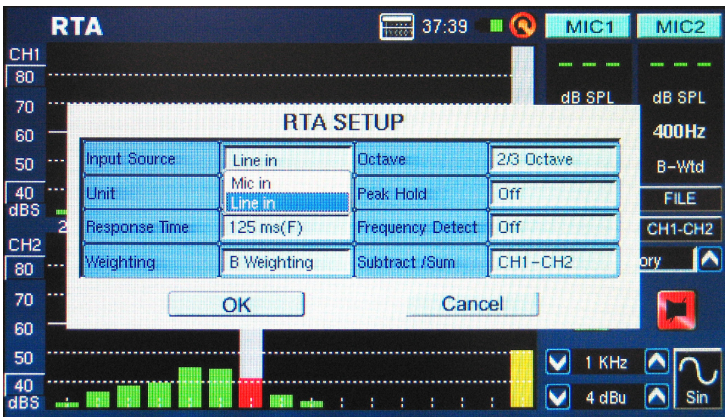 RTA
37:39
MIC1
MIC2
CH1
80
70
60
50
40
dBS
CH2
80
70
60
50
40
dBS
dB SPL
dB SPL
400Hz
B-Wtd
FILE
CH1-CH2
ory
RTA SETUP
Input Source
Line in
Octave
2/3 Octave
Unit
Mic in
Line in
Peak Hold
Off
Response Time
125 ms(F)
Frequency Detect
Off
Weighting
B Weighting
Subtract /Sum
CH1-CH2
OK
Cancel
1 KHz
4 dBu
Sin